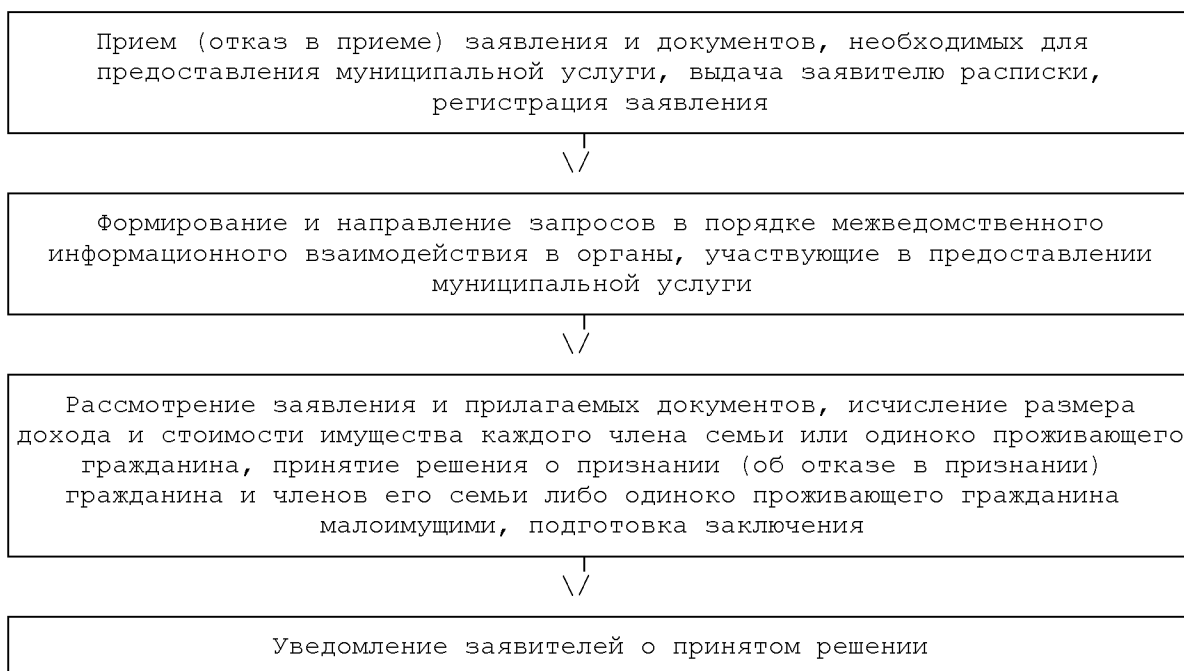 Прием (отказ в приеме) заявления и документов, необходимых для
предоставления муниципальной услуги, выдача заявителю расписки,
регистрация заявления
Формирование и направление запросов в порядке межведомственного
информационного взаимодействия в органы, участвующие в предоставлении
муниципальной услуги
Рассмотрение заявления и прилагаемых документов, исчисление размера
дохода и стоимости имущества каждого члена семьи или одиноко проживающего
гражданина, принятие решения о признании (об отказе в признании)
гражданина и членов его семьи либо одиноко проживающего гражданина
малоимущими, подготовка заключения
Уведомление заявителей о принятом решении